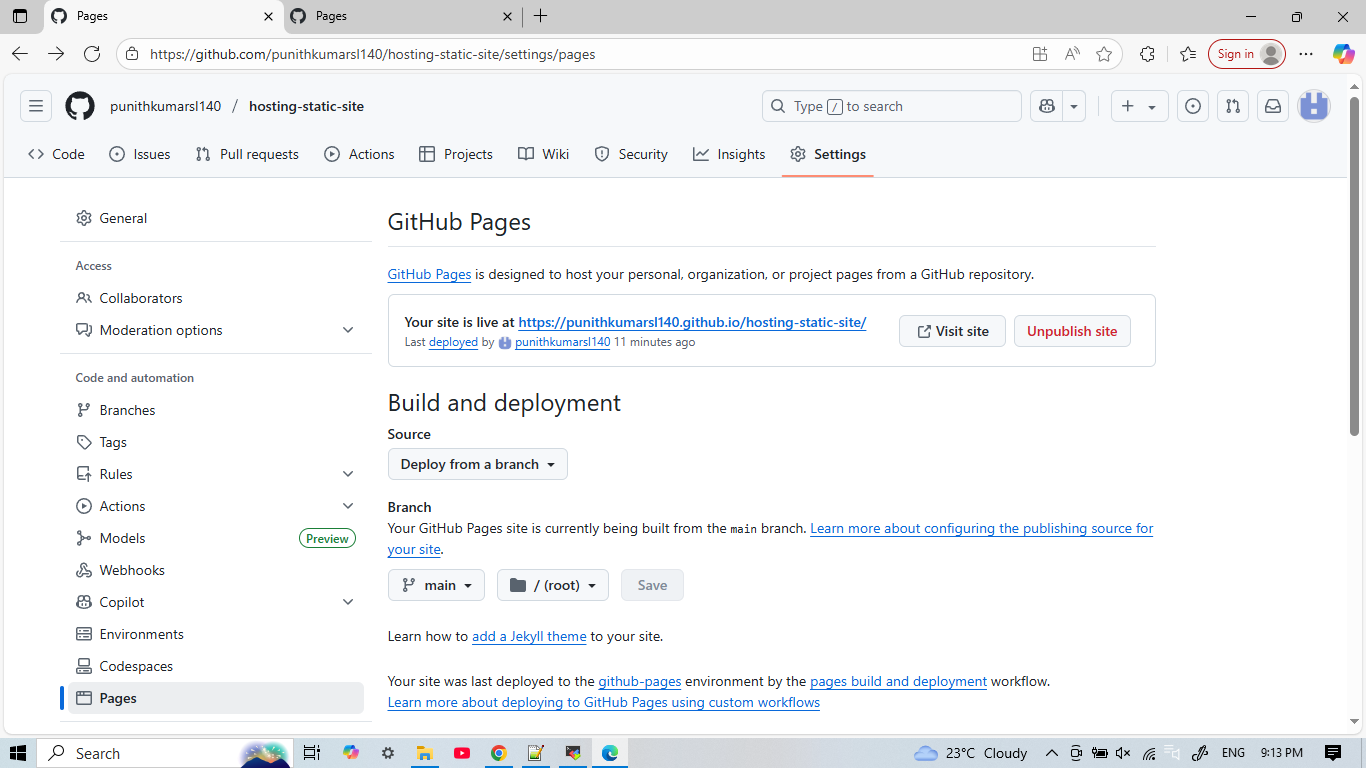 Pages
Pages
https://github.com/punithkumarsl140/hosting-static-site/settings/pages
Sign in
punithkumarsl140 / hosting-static-site
Type / to search
Code
Issues
Pull requests
Actions
Projects
Wiki
Security
Insights
Settings
General
Access
Collaborators
Moderation options
Code and automation
Branches
Tags
Rules
Actions
Models
Preview
Webhooks
Copilot
Environments
Codespaces
Pages
GitHub Pages
GitHub Pages is designed to host your personal, organization, or project pages from a GitHub repository.
Your site is live at https://punithkumarsl140.github.io/hosting-static-site/
Last deployed by punithkumarsl140 11 minutes ago
Visit site
Unpublish site
Build and deployment
Source
Deploy from a branch
Branch
Your GitHub Pages site is currently being built from the main branch. Learn more about configuring the publishing source for
your site.
main
/ (root)
Save
Learn how to add a Jekyll theme to your site.
Your site was last deployed to the github-pages environment by the pages build and deployment workflow.
Learn more about deploying to GitHub Pages using custom workflows
Search
23°C Cloudy
ENG
9:13 PM